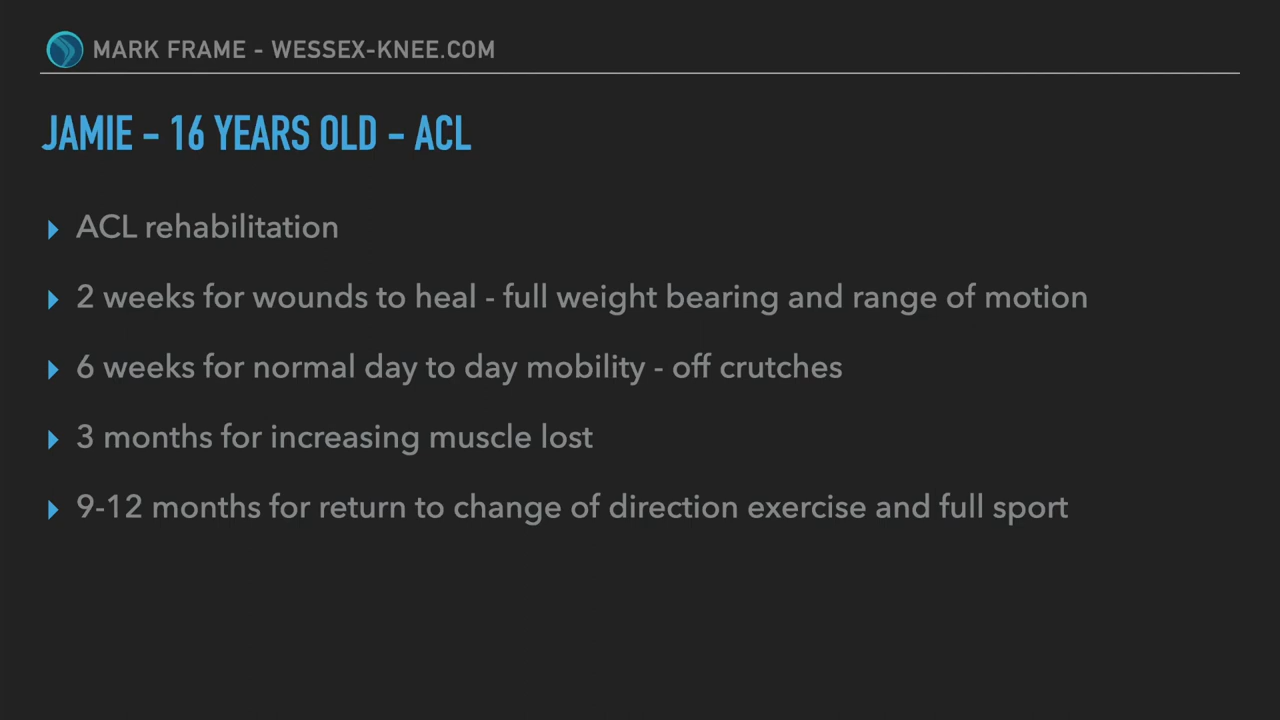 MARK FRAME - WESSEX-KNEE.COM
JAMIE – 16 YEARS OLD – ACL
ACL rehabilitation
2 weeks for wounds to heal - full weight bearing and range of motion
6 weeks for normal day to day mobility - off crutches
3 months for increasing muscle lost
9-12 months for return to change of direction exercise and full sport